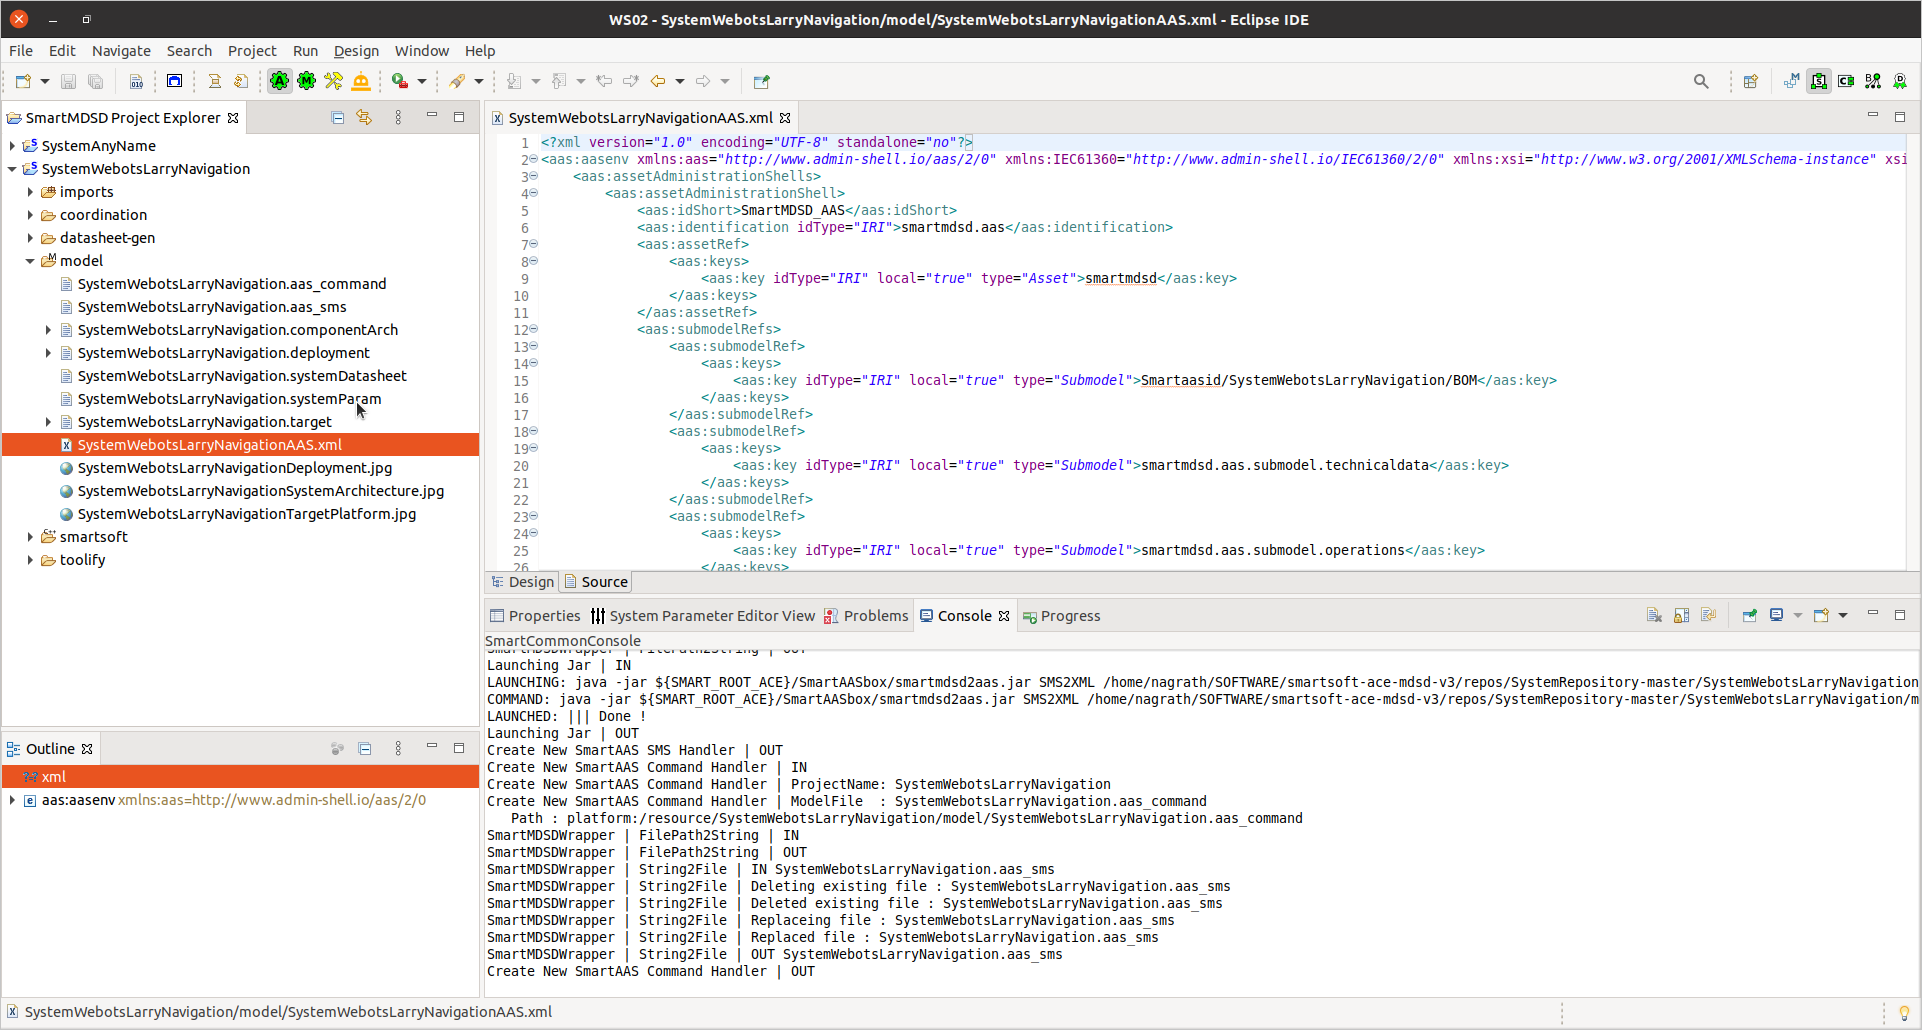 WS02 - SystemWebotsLarryNavigation/model/SystemWebotsLarryNavigationAAS.xml - Eclipse IDE
File Edit Navigate Search Project Run Design Window Help
SmartMDSD Project Explorer
SystemAnyName
SystemWebotsLarryNavigation
imports
coordination
datasheet-gen
model
SystemWebotsLarryNavigation.aas_command
SystemWebotsLarryNavigation.aas_sms
SystemWebotsLarryNavigation.componentArch
SystemWebotsLarryNavigation.deployment
SystemWebotsLarryNavigation.systemDatasheet
SystemWebotsLarryNavigation.systemParam
SystemWebotsLarryNavigation.target
SystemWebotsLarryNavigationAAS.xml
SystemWebotsLarryNavigationDeployment.jpg
SystemWebotsLarryNavigationSystemArchitecture.jpg
SystemWebotsLarryNavigationTargetPlatform.jpg
smartsoft
toolify
Outline
xml
aas:aasenv xmlns:aas=http://www.admin-shell.io/aas/2/0
SystemWebotsLarryNavigationAAS.xml
1 <?xml version="1.0" encoding="UTF-8" standalone="no"?>
2 <aas:aasenv xmlns:aas="http://www.admin-shell.io/aas/2/0" xmlns:IEC61360="http://www.admin-shell.io/IEC61360/2/0" xmlns:xsi="http://www.w3.org/2001/XMLSchema-instance" xsi
3 <aas:assetAdministrationShells>
4 <aas:assetAdministrationShell>
5 <aas:idShort>SmartMDSD_AAS</aas:idShort>
6 <aas:identification idType="IRI">smartmdsd.aas</aas:identification>
7 <aas:assetRef>
8 <aas:keys>
9 <aas:key idType="IRI" local="true" type="Asset">smartmdsd</aas:key>
10 </aas:keys>
11 </aas:assetRef>
12 <aas:submodelRefs>
13 <aas:submodelRef>
14 <aas:keys>
15 <aas:key idType="IRI" local="true" type="Submodel">Smartaasid/SystemWebotsLarryNavigation/BOM</aas:key>
16 </aas:keys>
17 </aas:submodelRef>
18 <aas:submodelRef>
19 <aas:keys>
20 <aas:key idType="IRI" local="true" type="Submodel">smartmdsd.aas.submodel.technicaldata</aas:key>
21 </aas:keys>
22 </aas:submodelRef>
23 <aas:submodelRef>
24 <aas:keys>
25 <aas:key idType="IRI" local="true" type="Submodel">smartmdsd.aas.submodel.operations</aas:key>
26 </aas:keys>
Design Source
Properties System Parameter Editor View Problems Console Progress
SmartCommonConsole
SmartMDSDWrapper | FilePath2String | OUT
Launching Jar | IN
LAUNCHING: java -jar ${SMART_ROOT_ACE}/SmartAASbox/smartmdsd2aas.jar SMS2XML /home/nagrath/SOFTWARE/smartsoft-ace-mdsd-v3/repos/SystemRepository-master/SystemWebotsLarryNavigation
COMMAND: java -jar ${SMART_ROOT_ACE}/SmartAASbox/smartmdsd2aas.jar SMS2XML /home/nagrath/SOFTWARE/smartsoft-ace-mdsd-v3/repos/SystemRepository-master/SystemWebotsLarryNavigation/m
LAUNCHED: ||| Done !
Launching Jar | OUT
Create New SmartAAS SMS Handler | OUT
Create New SmartAAS Command Handler | IN
Create New SmartAAS Command Handler | ProjectName: SystemWebotsLarryNavigation
Create New SmartAAS Command Handler | ModelFile : SystemWebotsLarryNavigation.aas_command
Path : platform:/resource/SystemWebotsLarryNavigation/model/SystemWebotsLarryNavigation.aas_command
SmartMDSDWrapper | FilePath2String | IN
SmartMDSDWrapper | FilePath2String | OUT
SmartMDSDWrapper | String2File | IN SystemWebotsLarryNavigation.aas_sms
SmartMDSDWrapper | String2File | Deleting existing file : SystemWebotsLarryNavigation.aas_sms
SmartMDSDWrapper | String2File | Deleted existing file : SystemWebotsLarryNavigation.aas_sms
SmartMDSDWrapper | String2File | Replaceing file : SystemWebotsLarryNavigation.aas_sms
SmartMDSDWrapper | String2File | Replaced file : SystemWebotsLarryNavigation.aas_sms
SmartMDSDWrapper | String2File | OUT SystemWebotsLarryNavigation.aas_sms
Create New SmartAAS Command Handler | OUT
SystemWebotsLarryNavigation/model/SystemWebotsLarryNavigationAAS.xml